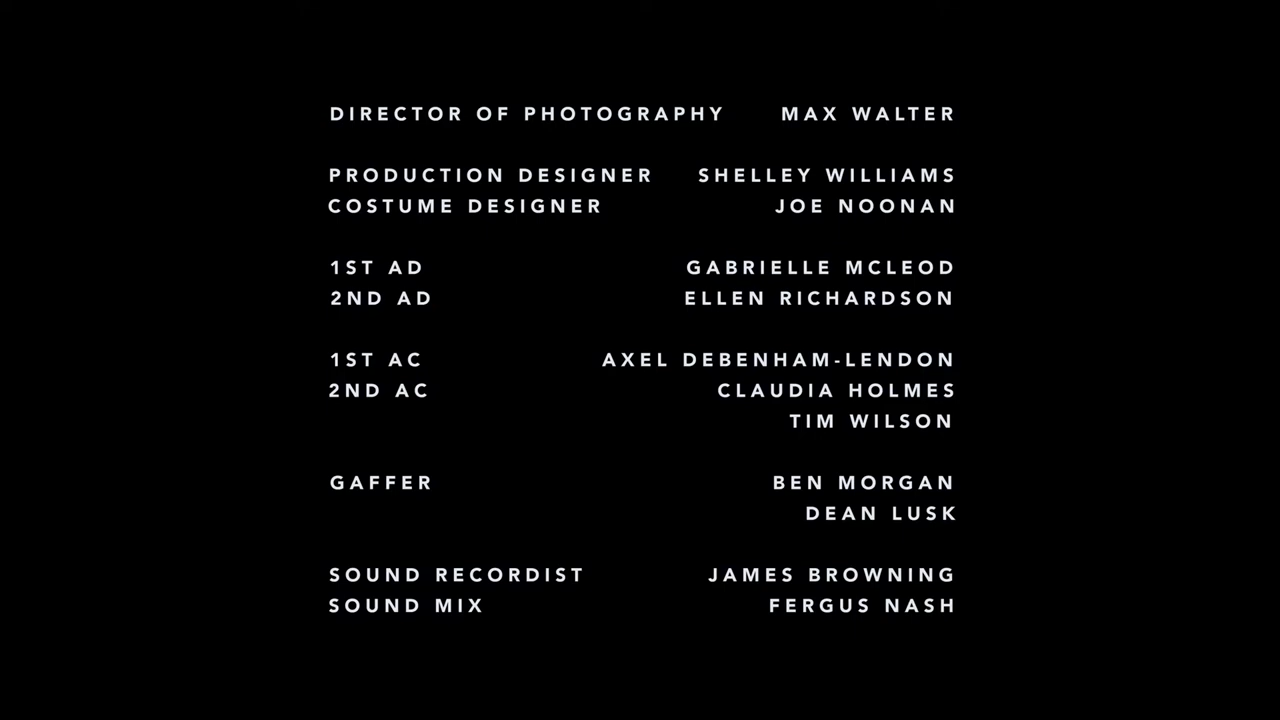 DIRECTOR OF PHOTOGRAPHY MAX WALTER
PRODUCTION DESIGNER SHELLEY WILLIAMS
COSTUME DESIGNER JOE NOONAN
1ST AD GABRIELLE MCLEOD
2ND AD ELLEN RICHARDSON
1ST AC AXEL DEBENHAM-LENDON
2ND AC CLAUDIA HOLMES
TIM WILSON
GAFFER BEN MORGAN
DEAN LUSK
SOUND RECORDIST JAMES BROWNING
SOUND MIX FERGUS NASH